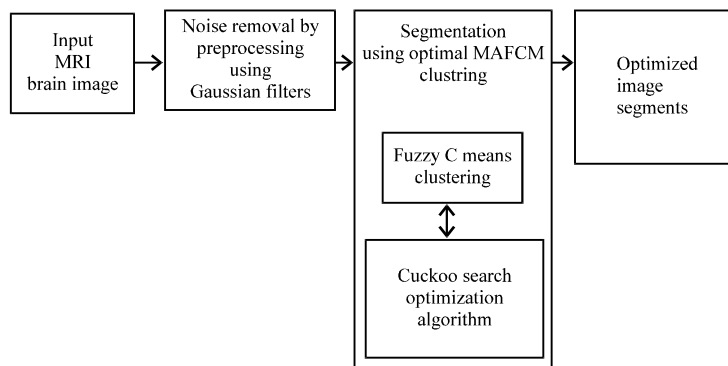 Input
MRI
brain image
Noise removal by
preprocessing
using
Gaussian filters
Segmentation
using optimal MAFCM
clustring
Fuzzy C means
clustering
Cuckoo search
optimization
algorithm
Optimized
image
segments